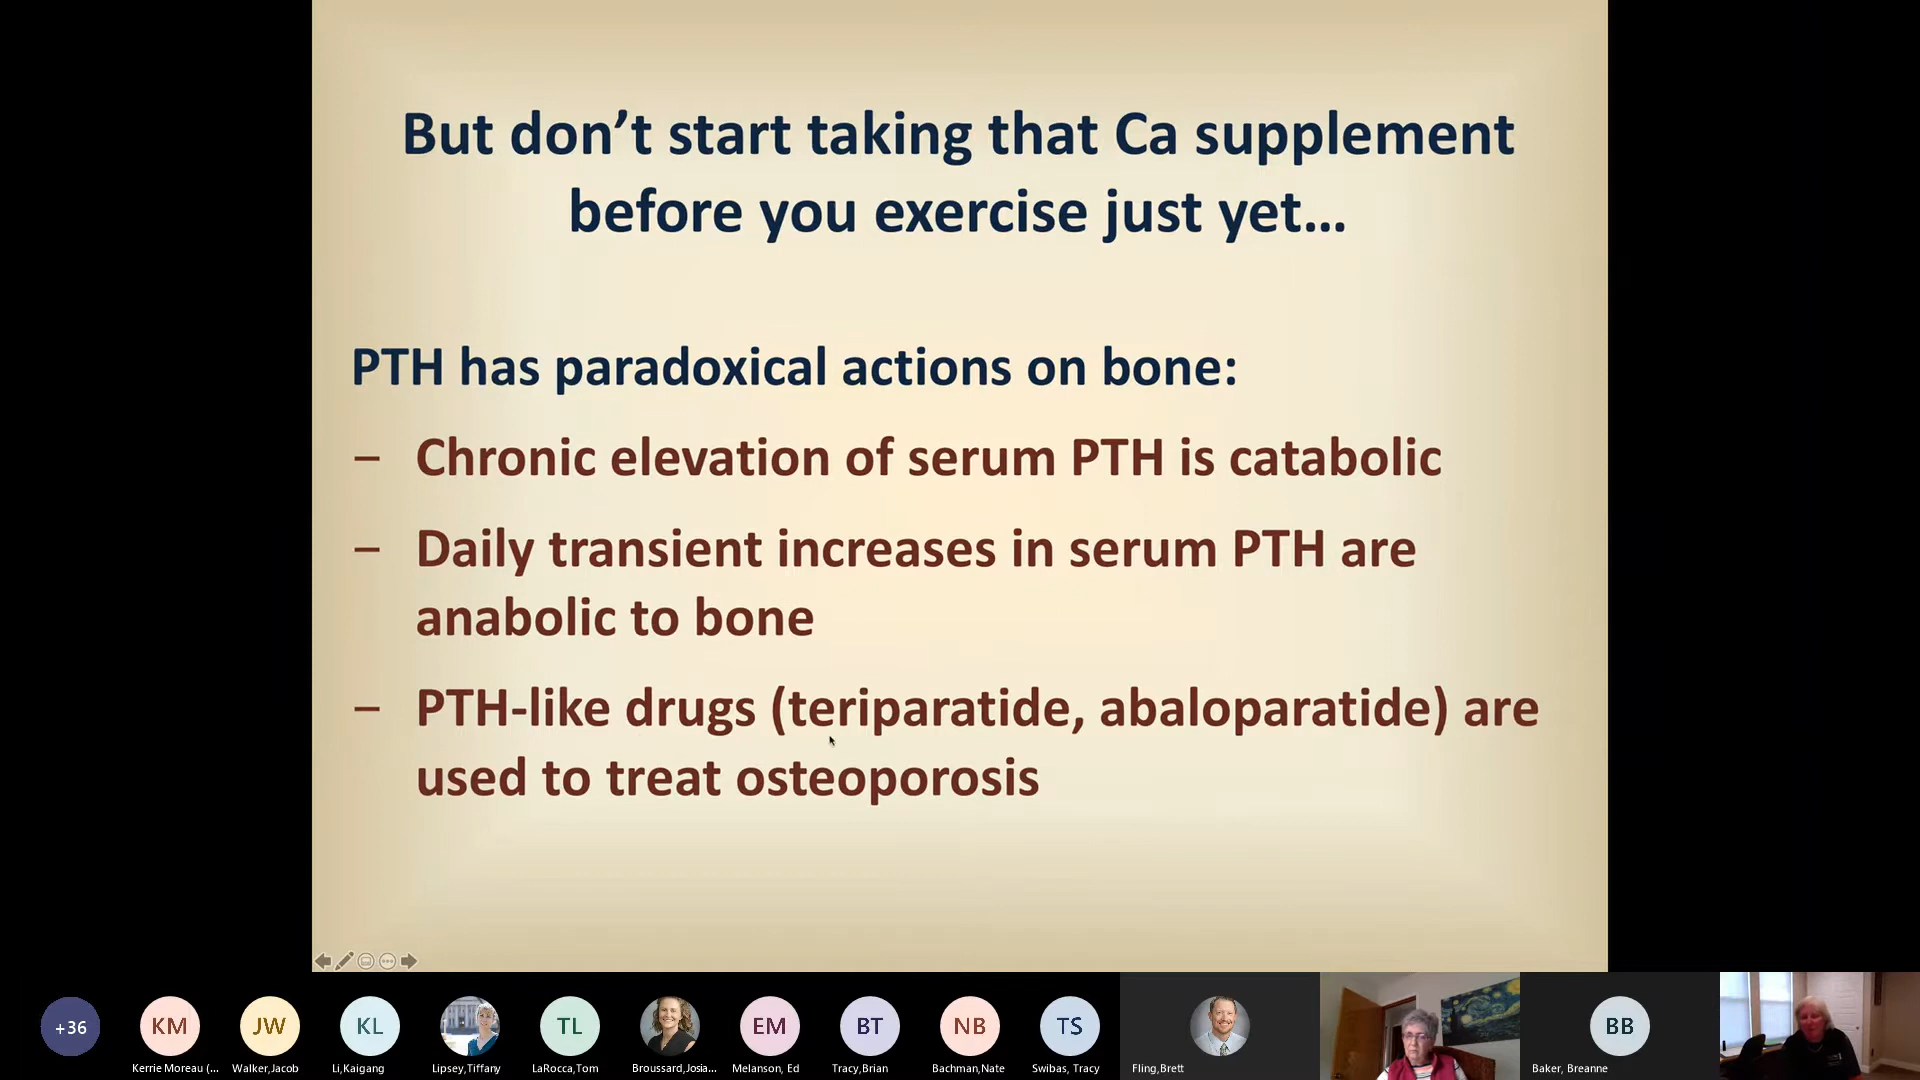 But don’t start taking that Ca supplement
before you exercise just yet…
PTH has paradoxical actions on bone:
– Chronic elevation of serum PTH is catabolic
– Daily transient increases in serum PTH are
anabolic to bone
– PTH-like drugs (teriparatide, abaloparatide) are
used to treat osteoporosis
+36
KM
JW
KL
TL
EM
BT
NB
TS
BB
Kerrie Moreau (...
Walker,Jacob
Li,Kaigang
Lipsey,Tiffany
LaRocca,Tom
Broussard,Josia...
Melanson, Ed
Tracy,Brian
Bachman,Nate
Swibas, Tracy
Fling,Brett
Baker, Breanne